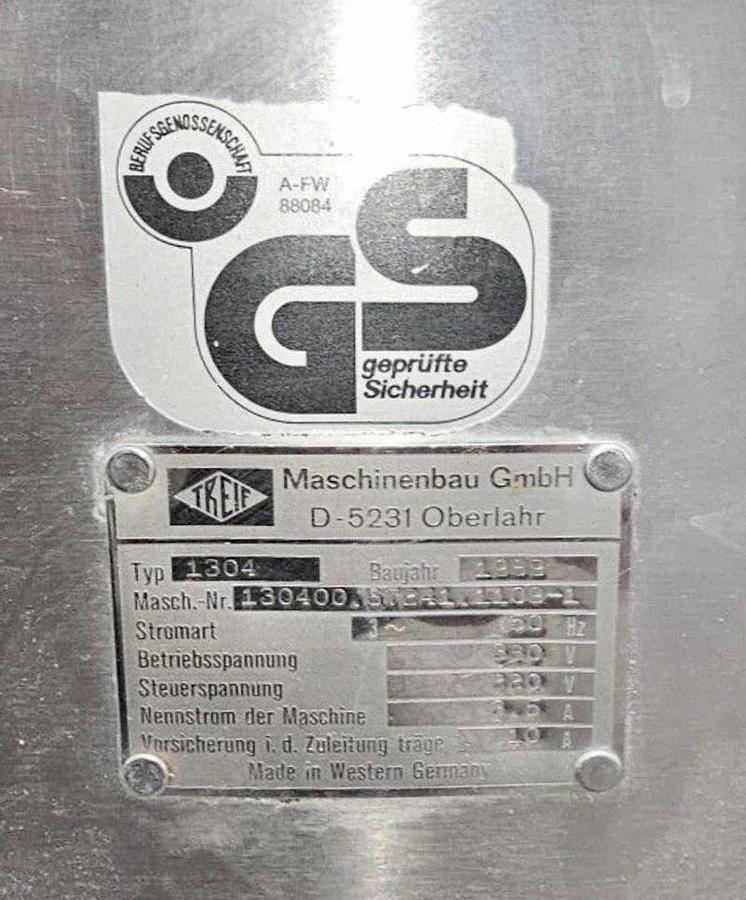 BERUFSGENOSSENSCHAFT
A-FW
88084
GS
geprüfte
Sicherheit
TREIF Maschinenbau GmbH
D-5231 Oberlahr
Typ 1304 Baujahr
Masch.-Nr.
Stromart 3~ Hz
Betriebsspannung V
Steuerspannung V
Nennstrom der Maschine A
Vorsicherung i. d. Zuleitung träge A
Made in Western Germany